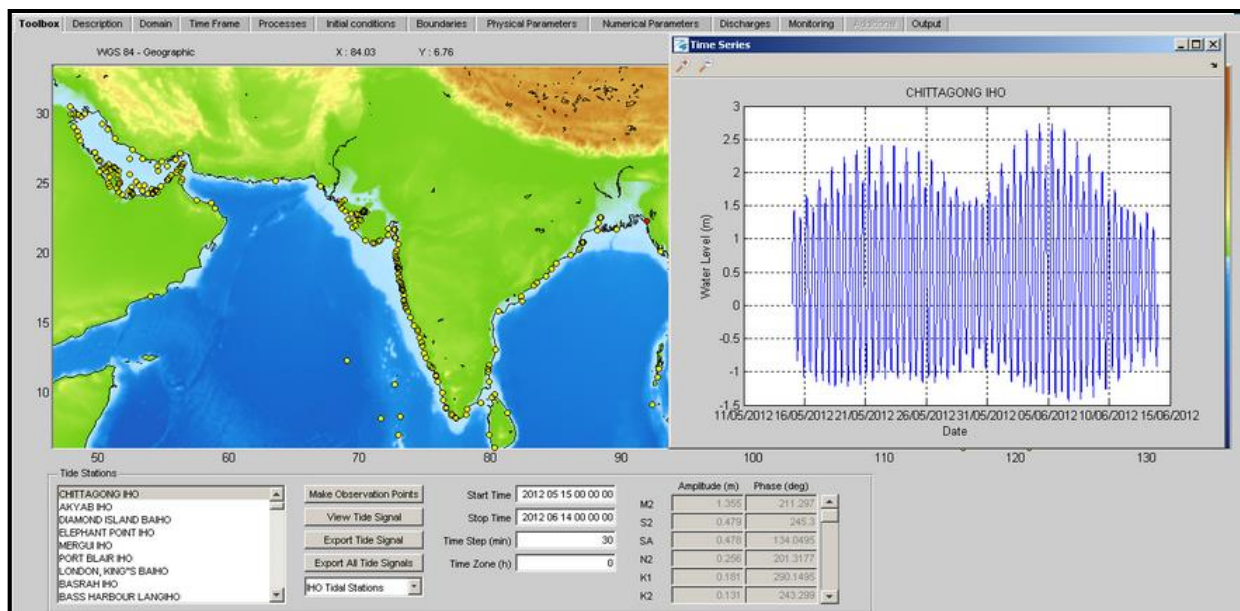 Toolbox Description Domain Time Frame Processes Initial conditions Boundaries Physical Parameters Numerical Parameters Discharges Monitoring Additional Output
WGS 84 - Geographic X : 84.03 Y : 6.76
Time Series
CHITTAGONG IHO
3
2.5
2
1.5
1
0.5
0
-0.5
-1
-1.5
Water Level (m)
11/05/2012 16/05/2012 21/05/2012 26/05/2012 31/05/2012 05/06/2012 10/06/2012 15/06/2012
Date
30
25
20
15
10
50 60 70 80 90 100 110 120 130
Tide Stations
CHITTAGONG IHO
AKYAB IHO
DIAMOND ISLAND BAIHO
ELEPHANT POINT IHO
MERGUI IHO
PORT BLAIR IHO
LONDON, KING"S BAIHO
BASRAH IHO
BASS HARBOUR LANGIHO
Make Observation Points
View Tide Signal
Export Tide Signal
Export All Tide Signals
IHO Tidal Stations
Start Time 2012 05 15 00 00 00
Stop Time 2012 06 14 00 00 00
Time Step (min) 30
Time Zone (h) 0
Amplitude (m) Phase (deg)
M2 1.355 211.297
S2 0.479 245.3
SA 0.478 134.0495
N2 0.256 201.3177
K1 0.181 290.1495
K2 0.131 243.299